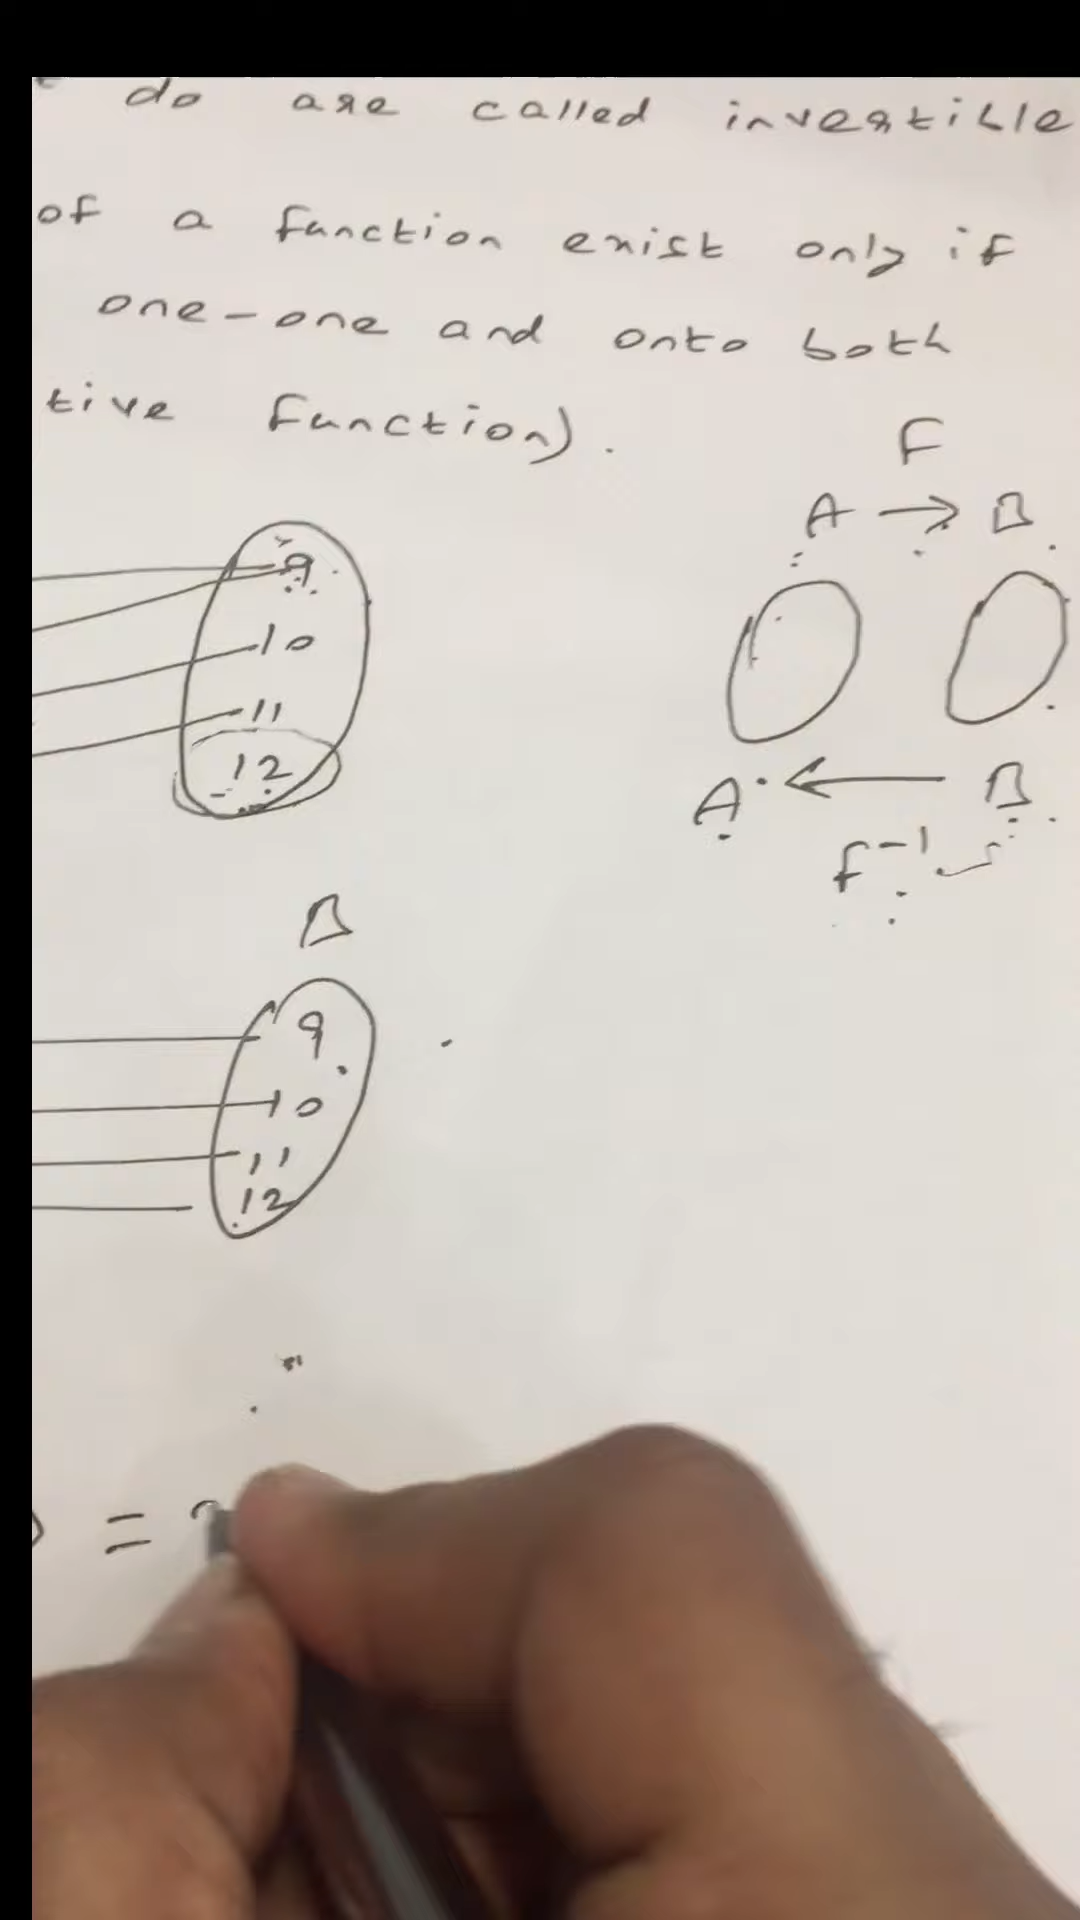 do are called invertible
of a function exist only if
one-one and onto both
tive function).
F
A → B
9
10
11
12
A ← B
f⁻¹
B
9
10
11
12
=